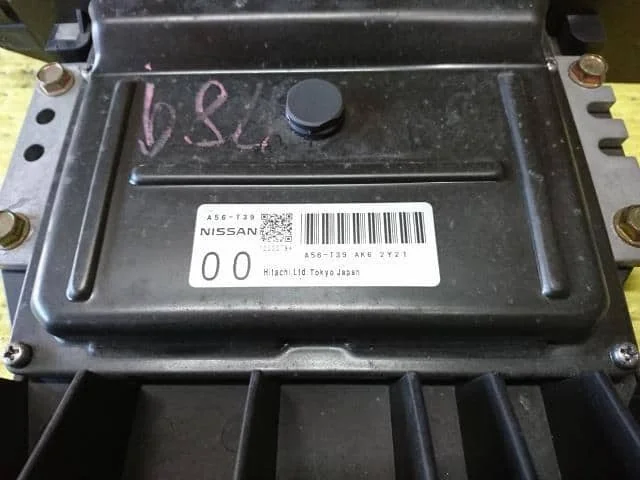 A56-T39
NISSAN
A56-T39 AK6 2Y21
00
Hitachi,Ltd Tokyo Japan